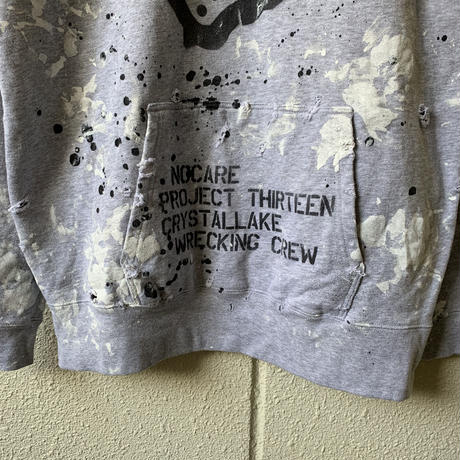 NOCARE
PROJECT THIRTEEN
CRYSTALLAKE
WRECKING CREW